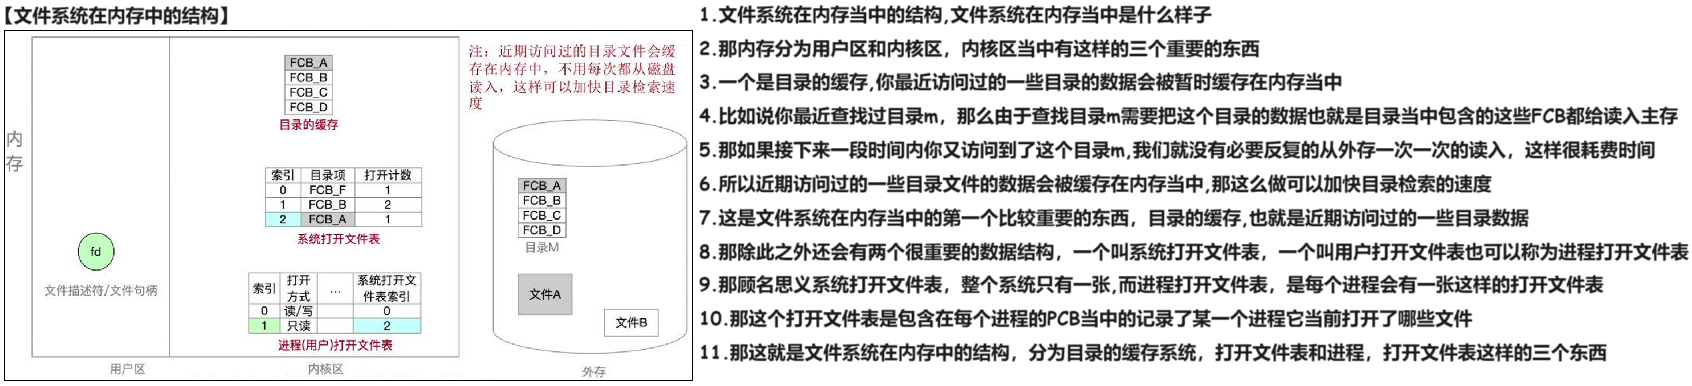 【文件系统在内存中的结构】
内存
FCB_A
FCB_B
FCB_C
FCB_D
目录的缓存
索引 目录项 打开计数
0 FCB_F 1
1 FCB_B 2
2 FCB_A 1
系统打开文件表
fd
文件描述符/文件句柄
索引 打开方式 … 系统打开文件表索引
0 读/写 0
1 只读 2
进程(用户)打开文件表
用户区
内核区
注：近期访问过的目录文件会缓
存在内存中，不用每次都从磁盘
读入，这样可以加快目录检索速
度
FCB_A
FCB_B
FCB_C
FCB_D
目录M
文件A
文件B
外存
1.文件系统在内存当中的结构,文件系统在内存当中是什么样子
2.那内存分为用户区和内核区，内核区当中有这样的三个重要的东西
3.一个是目录的缓存,你最近访问过的一些目录的数据会被暂时缓存在内存当中
4.比如说你最近查找过目录m，那么由于查找目录m需要把这个目录的数据也就是目录当中包含的这些FCB都给读入主存
5.那如果接下来一段时间内你又访问到了这个目录m,我们就没有必要反复的从外存一次一次的读入，这样很耗费时间
6.所以近期访问过的一些目录文件的数据会被缓存在内存当中,那这么做可以加快目录检索的速度
7.这是文件系统在内存当中的第一个比较重要的东西，目录的缓存,也就是近期访问过的一些目录数据
8.那除此之外还会有两个很重要的数据结构，一个叫系统打开文件表，一个叫用户打开文件表也可以称为进程打开文件表
9.那顾名思义系统打开文件表，整个系统只有一张,而进程打开文件表，是每个进程会有一张这样的打开文件表
10.那这个打开文件表是包含在每个进程的PCB当中的记录了某一个进程它当前打开了哪些文件
11.那这就是文件系统在内存中的结构，分为目录的缓存系统，打开文件表和进程，打开文件表这样的三个东西